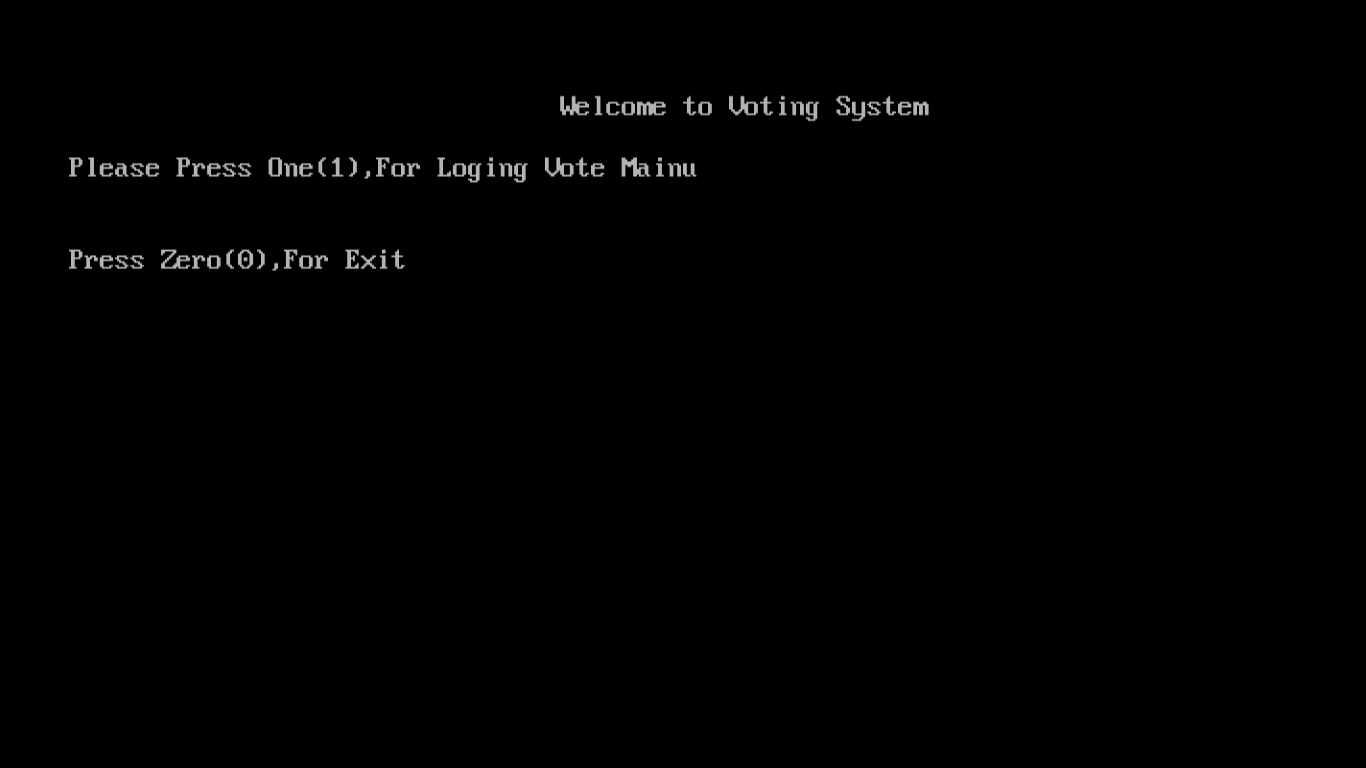 Welcome to Voting System
Please Press One(1),For Loging Vote Mainu
Press Zero(0),For Exit